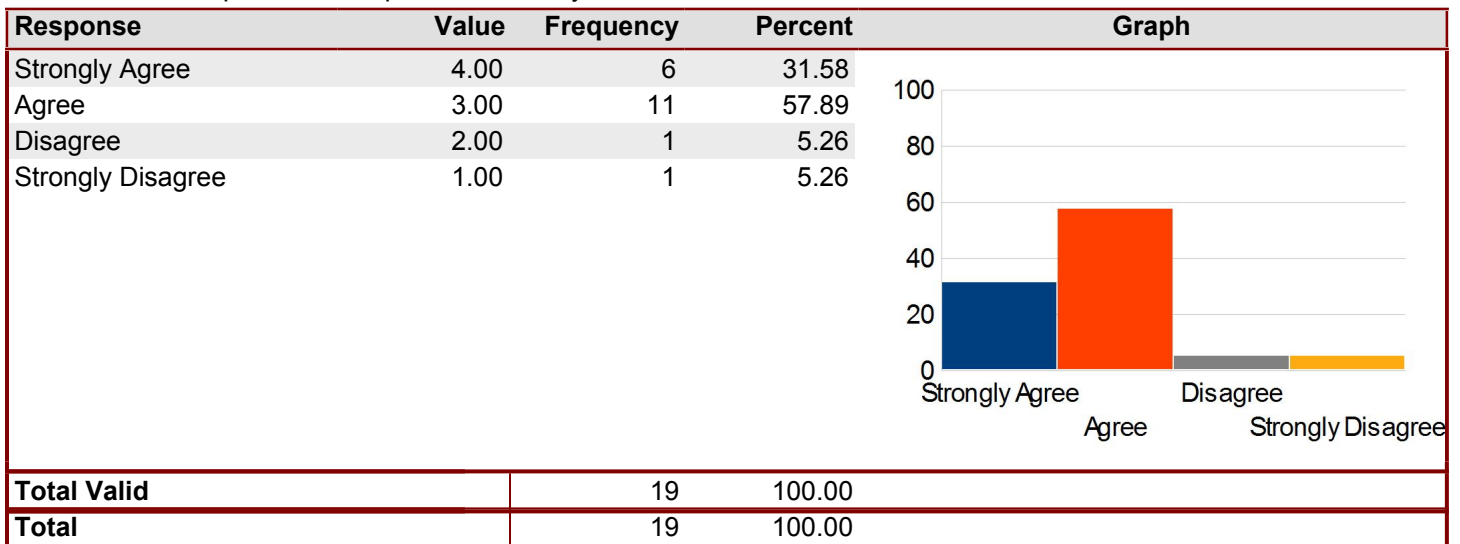 Response Value Frequency Percent Graph
Strongly Agree 4.00 6 31.58
Agree 3.00 11 57.89
Disagree 2.00 1 5.26
Strongly Disagree 1.00 1 5.26
100
80
60
40
20
0
Strongly Agree Disagree
Agree Strongly Disagree
Total Valid 19 100.00
Total 19 100.00